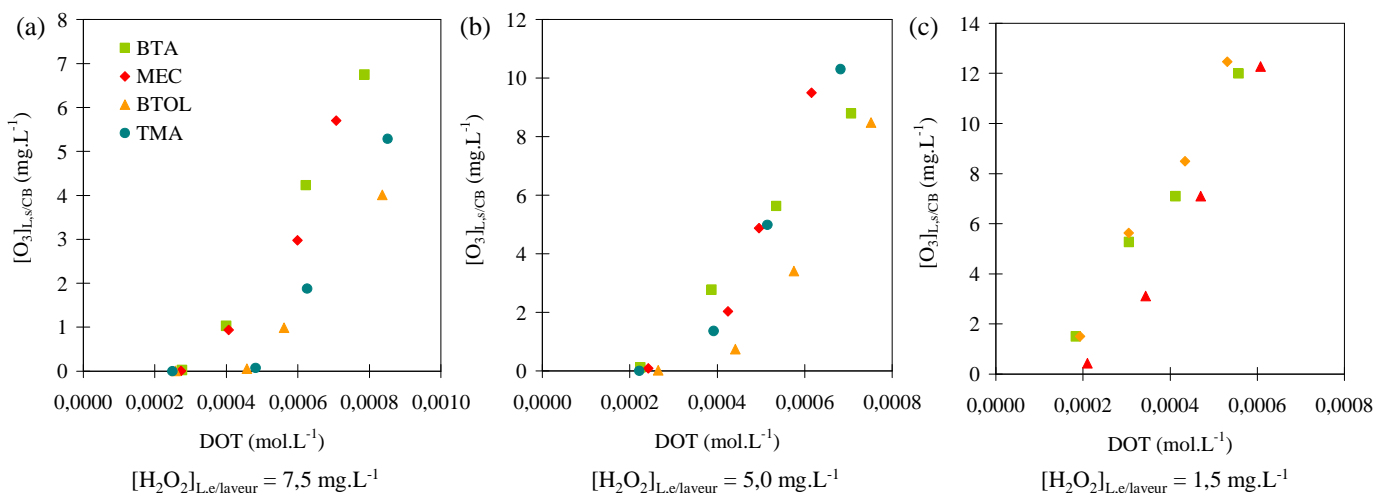 (a)
[O₃]L,s/CB (mg.L⁻¹)
8
7
6
5
4
3
2
1
0
BTA
MEC
BTOL
TMA
0,0000 0,0002 0,0004 0,0006 0,0008 0,0010
DOT (mol.L⁻¹)
[H₂O₂]L,e/laveur = 7,5 mg.L⁻¹
(b)
[O₃]L,s/CB (mg.L⁻¹)
12
10
8
6
4
2
0
0,0000 0,0002 0,0004 0,0006 0,0008
DOT (mol.L⁻¹)
[H₂O₂]L,e/laveur = 5,0 mg.L⁻¹
(c)
[O₃]L,s/CB (mg.L⁻¹)
14
12
10
8
6
4
2
0
0,0000 0,0002 0,0004 0,0006 0,0008
DOT (mol.L⁻¹)
[H₂O₂]L,e/laveur = 1,5 mg.L⁻¹